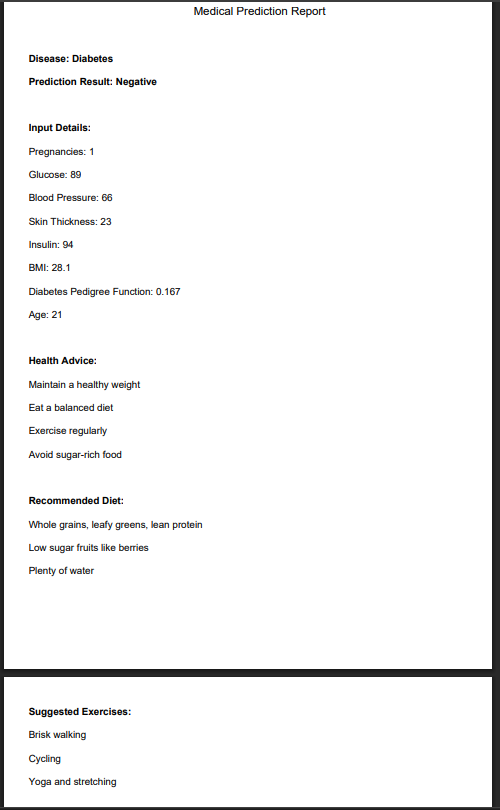 Medical Prediction Report
Disease: Diabetes
Prediction Result: Negative
Input Details:
Pregnancies: 1
Glucose: 89
Blood Pressure: 66
Skin Thickness: 23
Insulin: 94
BMI: 28.1
Diabetes Pedigree Function: 0.167
Age: 21
Health Advice:
Maintain a healthy weight
Eat a balanced diet
Exercise regularly
Avoid sugar-rich food
Recommended Diet:
Whole grains, leafy greens, lean protein
Low sugar fruits like berries
Plenty of water
Suggested Exercises:
Brisk walking
Cycling
Yoga and stretching